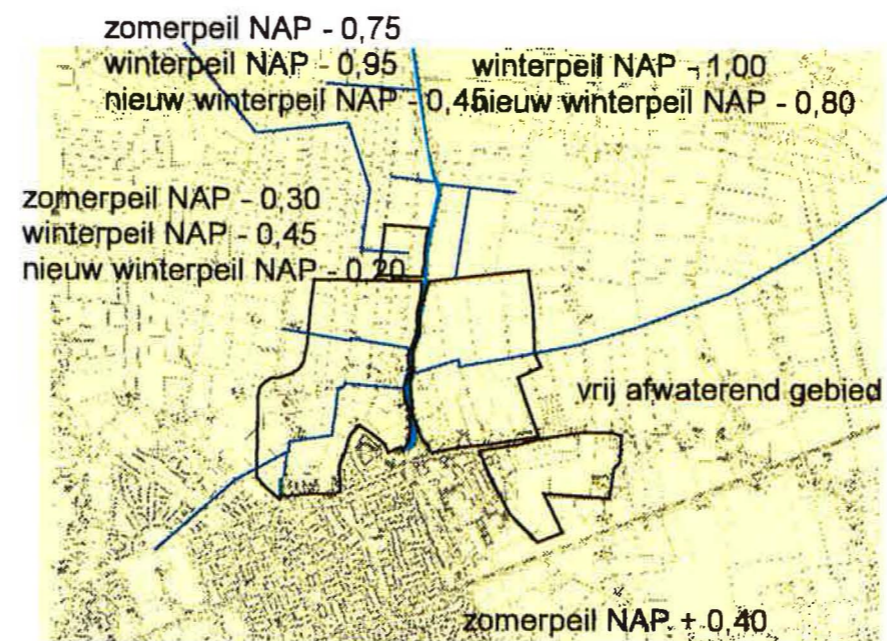 zomerpeil NAP - 0,75
winterpeil NAP - 0,95
nieuw winterpeil NAP - 0,45
winterpeil NAP - 1,00
nieuw winterpeil NAP - 0,80
zomerpeil NAP - 0,30
winterpeil NAP - 0,45
nieuw winterpeil NAP - 0,20
vrij afwaterend gebied
zomerpeil NAP + 0,40